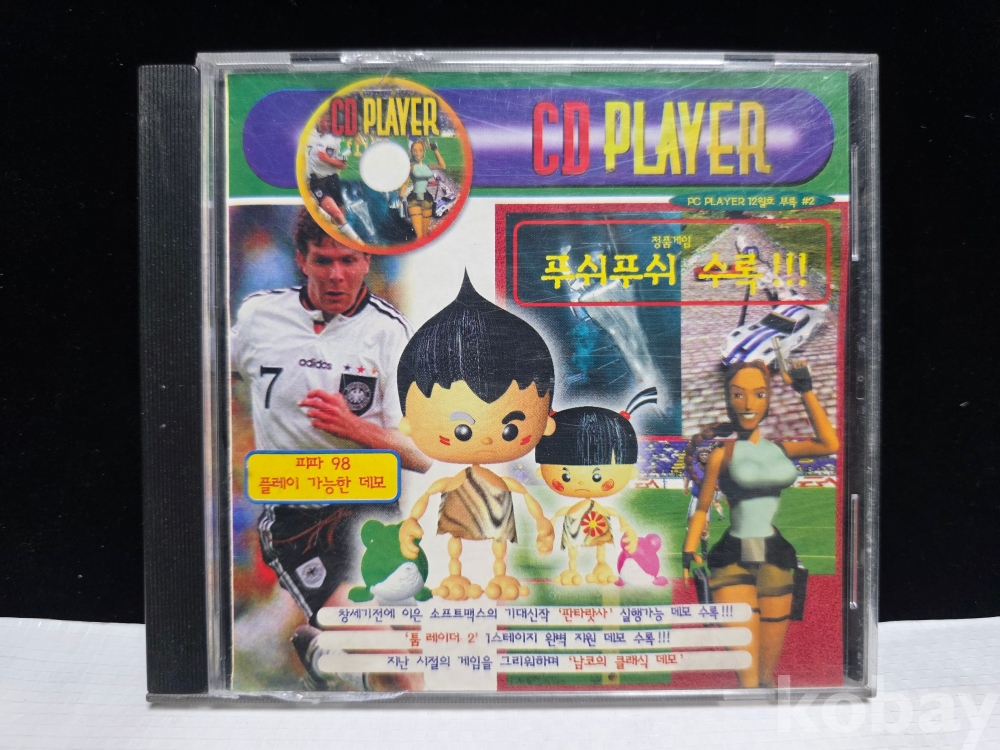 CD PLAYER
CD PLAYER
PC PLAYER 12월호 부록 #2
정품게임
푸쉬푸쉬 수록!!!
adidas
7
피파 98
플레이 가능한 데모
창세기전에 이은 소프트맥스의 기대신작 '판타랏사' 실행가능 데모 수록!!!
'툼 레이더 2' 1스테이지 완벽 지원 데모 수록!!!
지난 시절의 게임을 그리워하며 '남코의 클래식 데모'
kobay